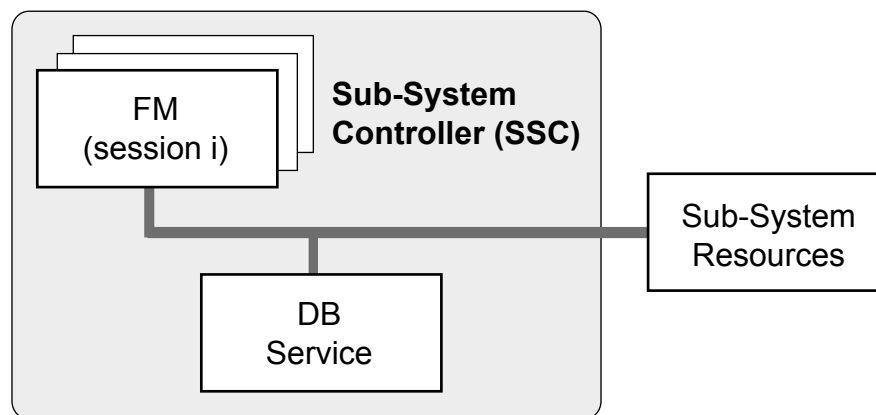 FM
(session i)
Sub-System
Controller (SSC)
Sub-System
Resources
DB
Service